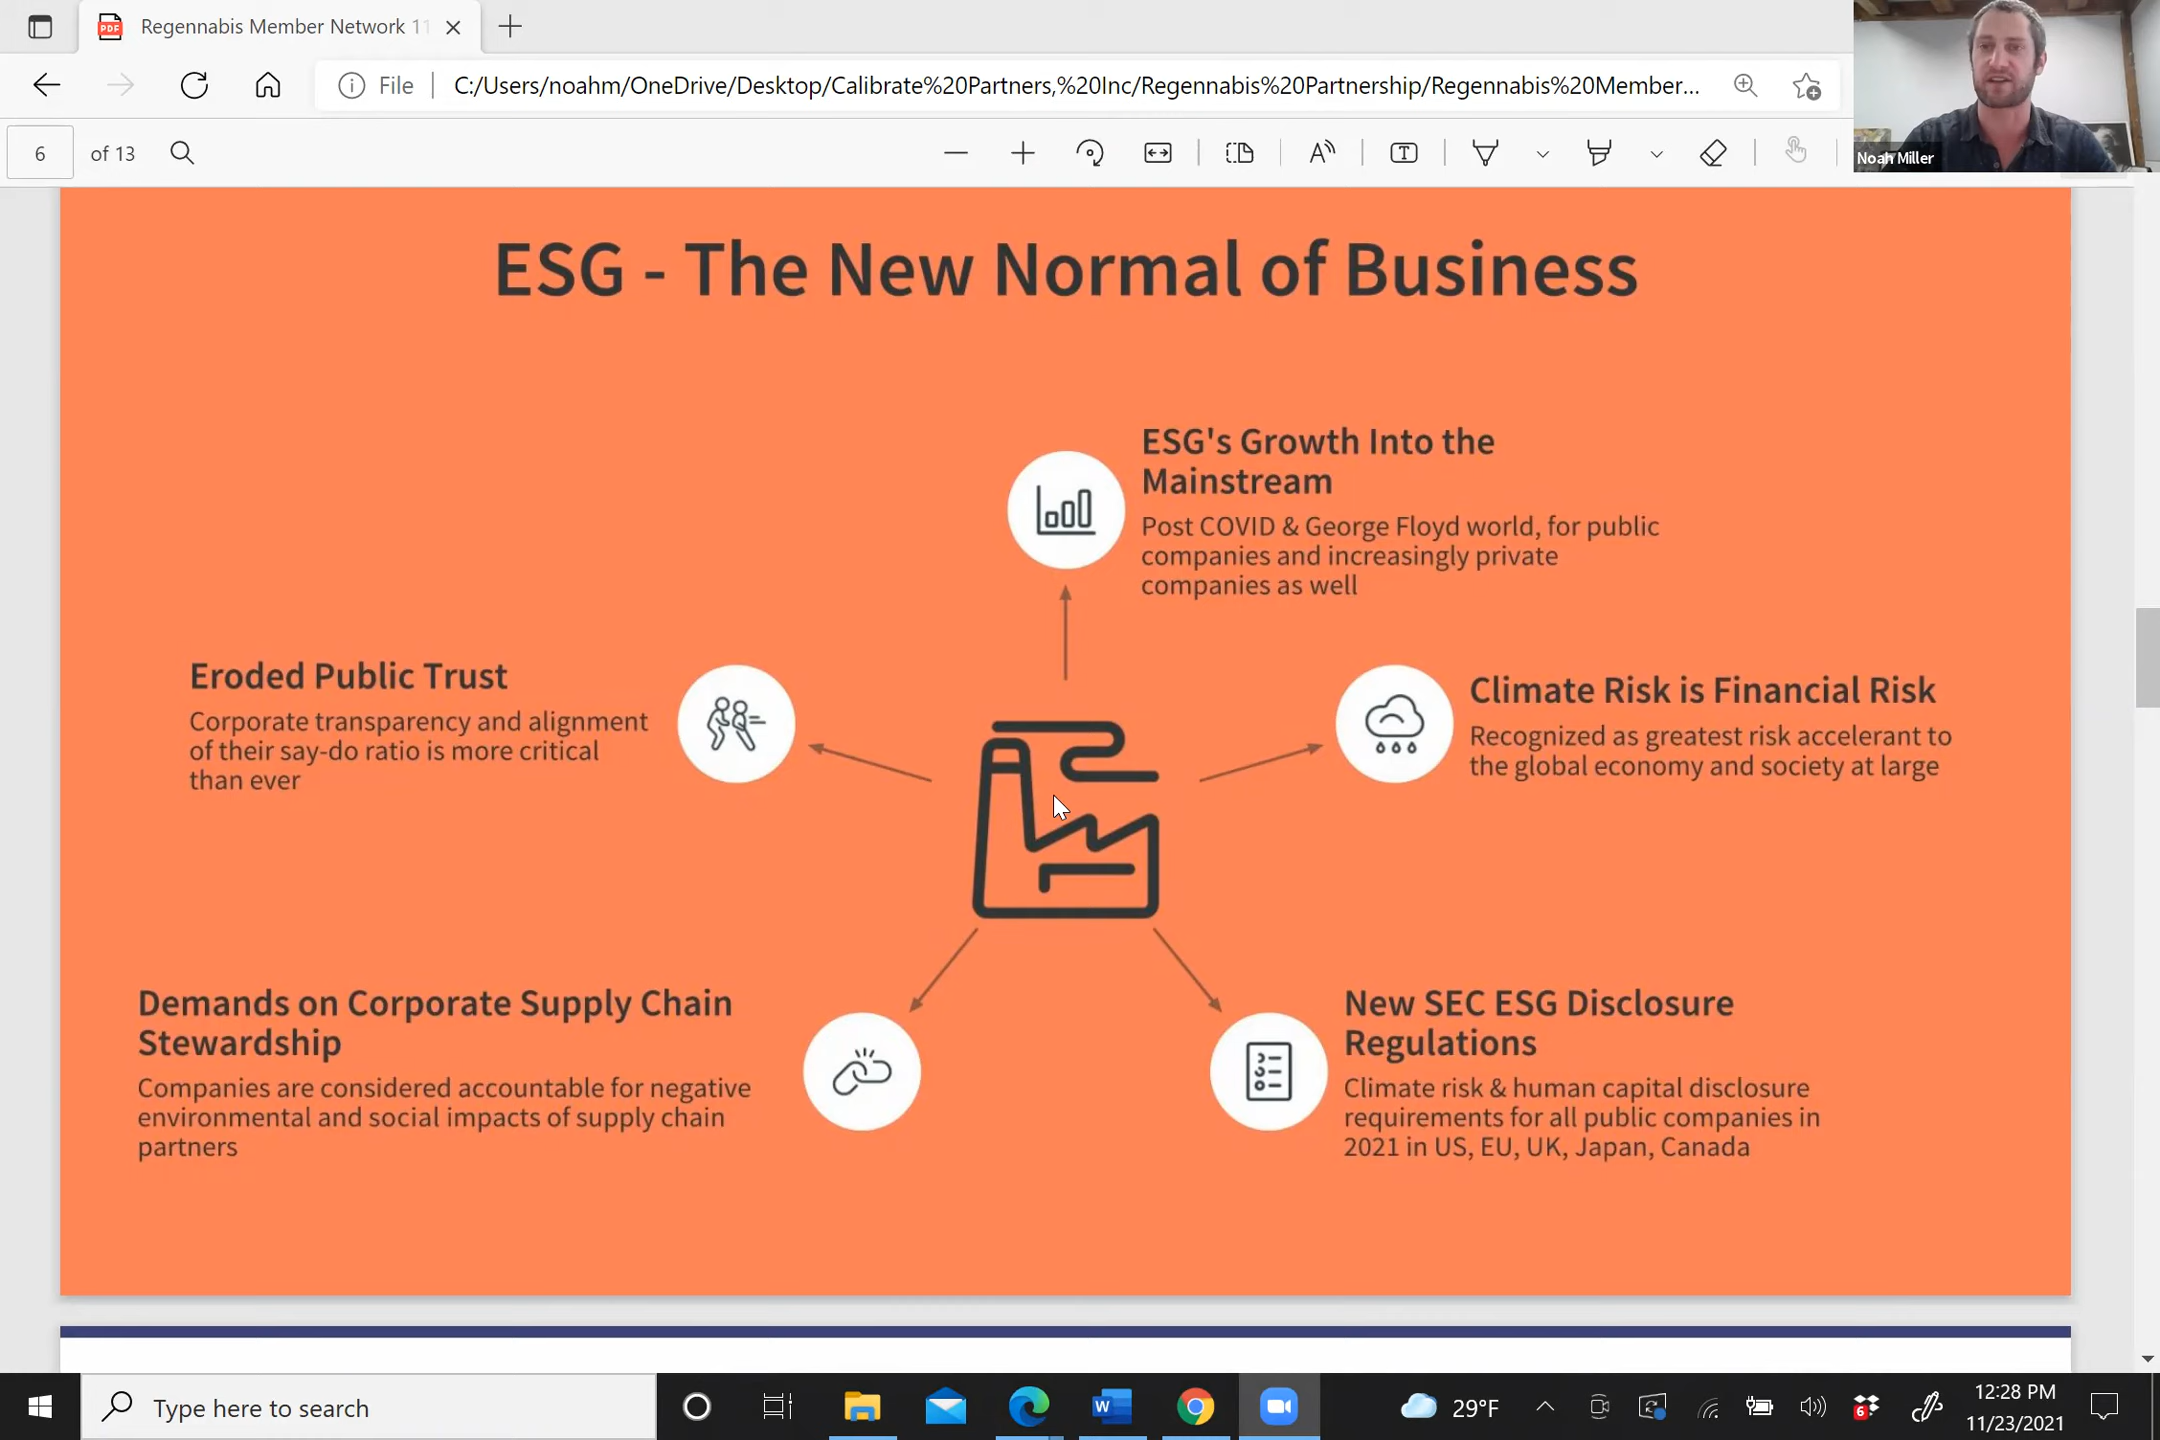 Regennabis Member Network 11
File
C:/Users/noahm/OneDrive/Desktop/Calibrate%20Partners,%20Inc/Regennabis%20Partnership/Regennabis%20Member...
6 of 13
Noah Miller
ESG - The New Normal of Business
ESG's Growth Into the
Mainstream
Post COVID & George Floyd world, for public
companies and increasingly private
companies as well
Eroded Public Trust
Corporate transparency and alignment
of their say-do ratio is more critical
than ever
Climate Risk is Financial Risk
Recognized as greatest risk accelerant to
the global economy and society at large
Demands on Corporate Supply Chain
Stewardship
Companies are considered accountable for negative
environmental and social impacts of supply chain
partners
New SEC ESG Disclosure
Regulations
Climate risk & human capital disclosure
requirements for all public companies in
2021 in US, EU, UK, Japan, Canada
Type here to search
29°F
6
12:28 PM
11/23/2021